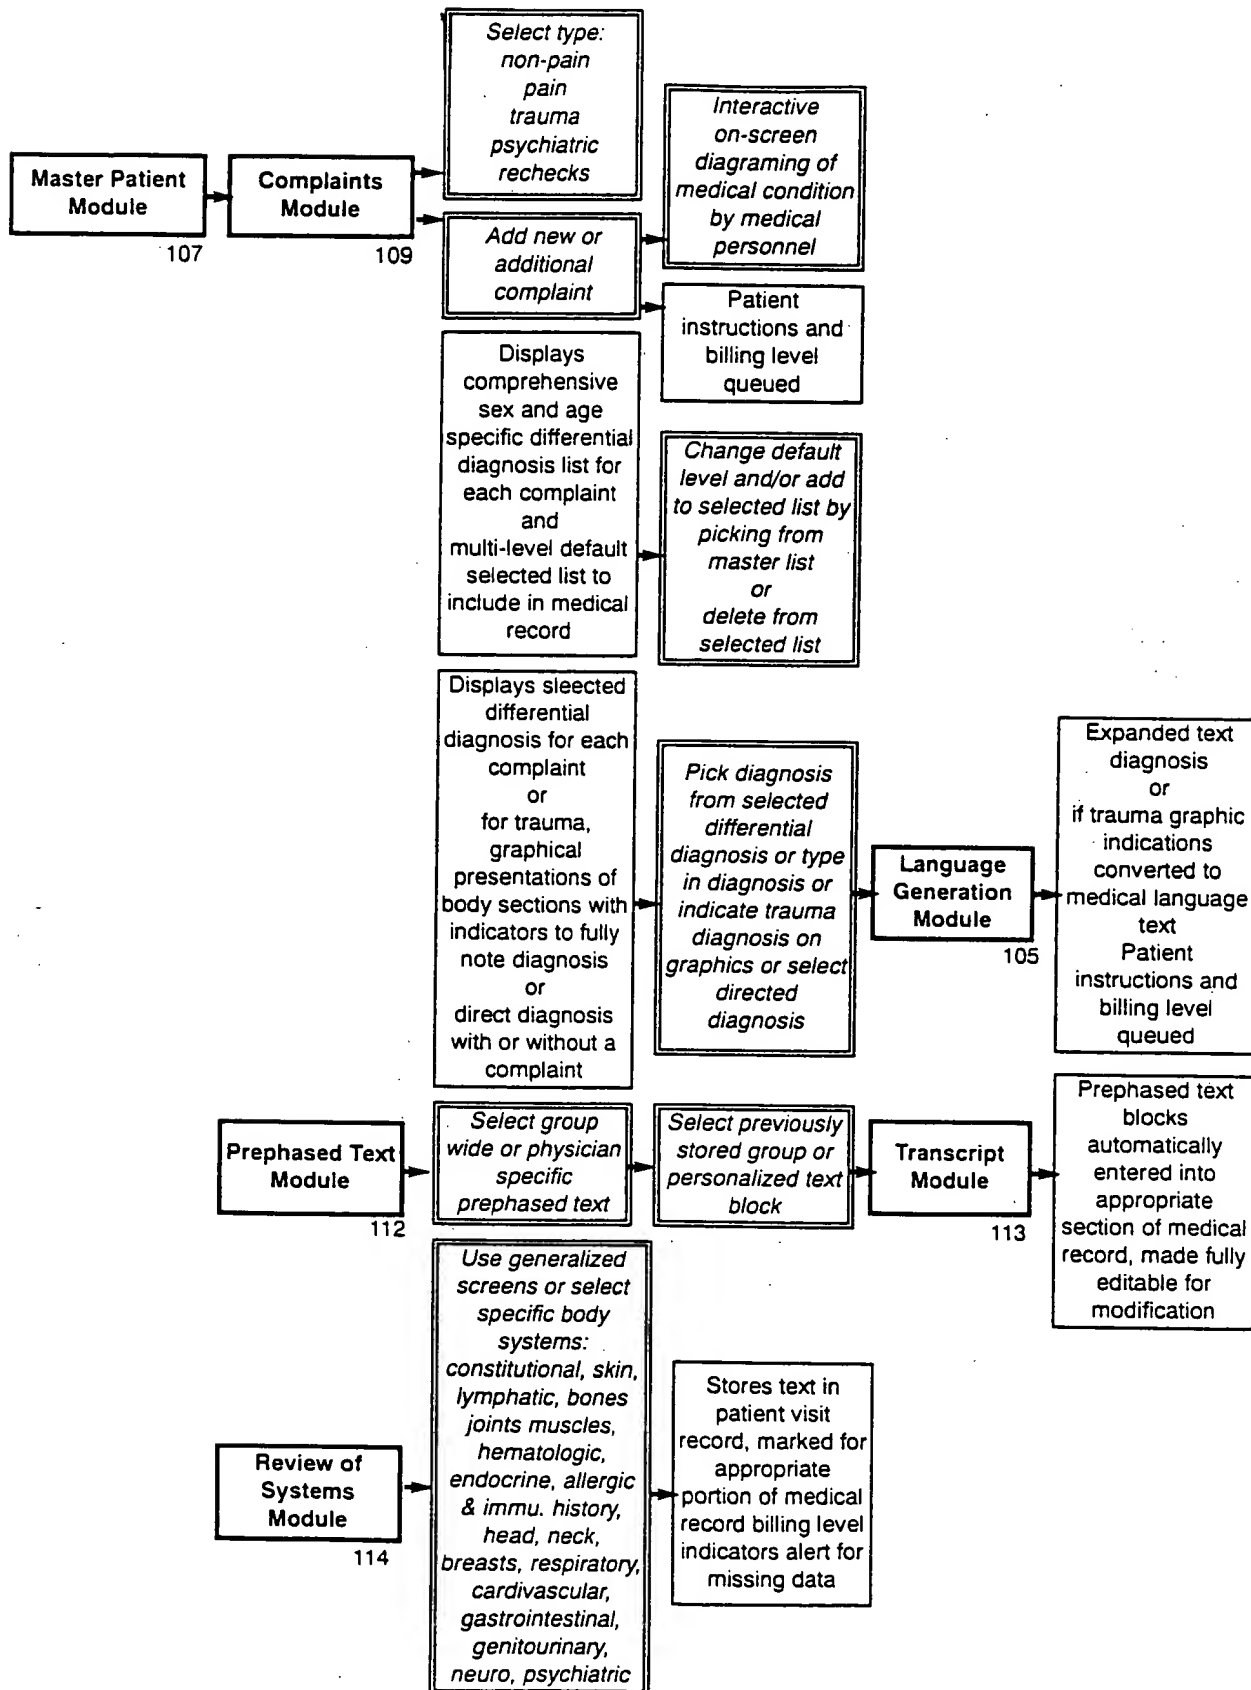 Select type:
non-pain
pain
trauma
psychiatric
rechecks
Interactive
on-screen
diagraming of
medical condition
by medical
personnel
Master Patient
Module
107
Complaints
Module
109
Add new or
additional
complaint
Patient
instructions and
billing level
queued
Displays
comprehensive
sex and age
specific differential
diagnosis list for
each complaint
and
multi-level default
selected list to
include in medical
record
Change default
level and/or add
to selected list by
picking from
master list
or
delete from
selected list
Displays sleected
differential
diagnosis for each
complaint
or
for trauma,
graphical
presentations of
body sections with
indicators to fully
note diagnosis
or
direct diagnosis
with or without a
complaint
Pick diagnosis
from selected
differential
diagnosis or type
in diagnosis or
indicate trauma
diagnosis on
graphics or select
directed
diagnosis
Language
Generation
Module
105
Expanded text
diagnosis
or
if trauma graphic
indications
converted to
medical language
text
Patient
instructions and
billing level
queued
Prephased Text
Module
112
Select group
wide or physician
specific
prephased text
Select previously
stored group or
personalized text
block
Transcript
Module
113
Prephased text
blocks
automatically
entered into
appropriate
section of medical
record, made fully
editable for
modification
Review of
Systems
Module
114
Use generalized
screens or select
specific body
systems:
constitutional, skin,
lymphatic, bones
joints muscles,
hematologic,
endocrine, allergic
& immu. history,
head, neck,
breasts, respiratory,
cardivascular,
gastrointestinal,
genitourinary,
neuro, psychiatric
Stores text in
patient visit
record, marked for
appropriate
portion of medical
record billing level
indicators alert for
missing data